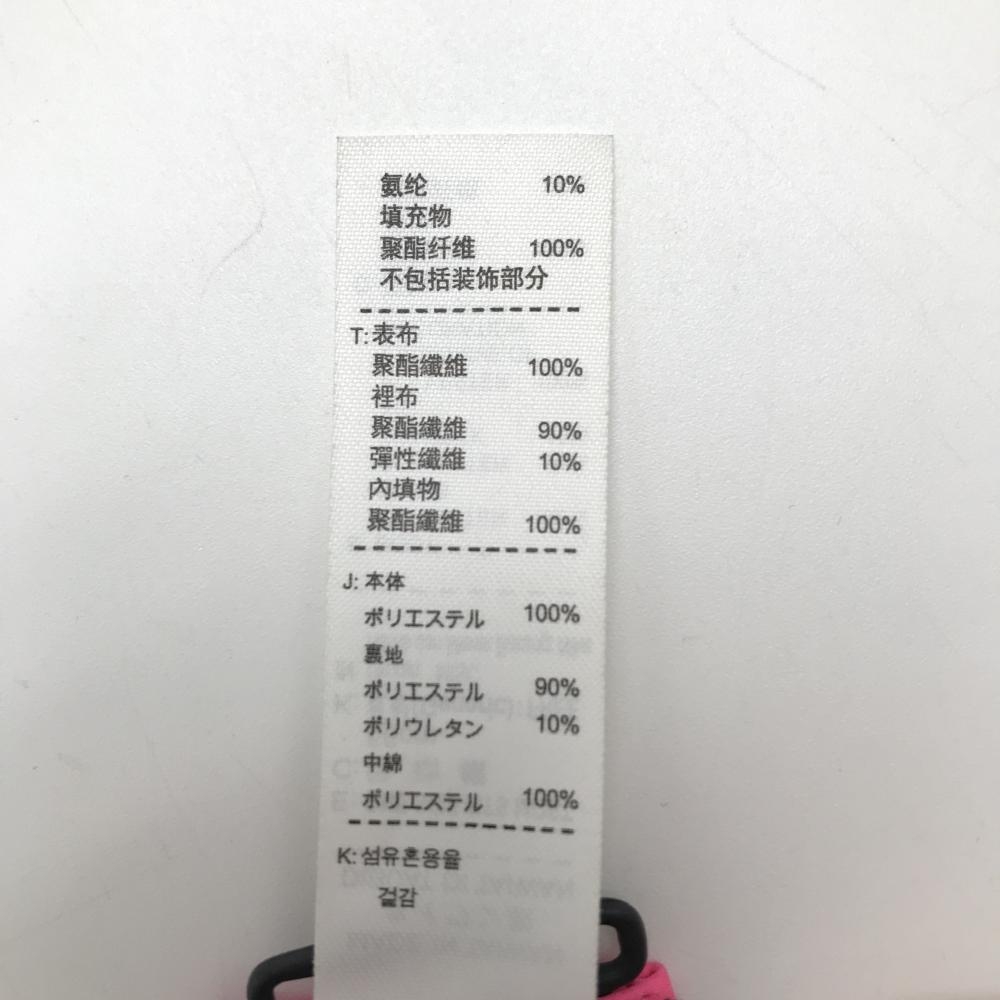 氨纶 10%
填充物
聚酯纤维 100%
不包括装饰部分
T: 表布
聚酯纖維 100%
裡布
聚酯纖維 90%
彈性纖維 10%
內填物
聚酯纖維 100%
J: 本体
ポリエステル 100%
裏地
ポリエステル 90%
ポリウレタン 10%
中綿
ポリエステル 100%
K: 섬유혼용율
겉감